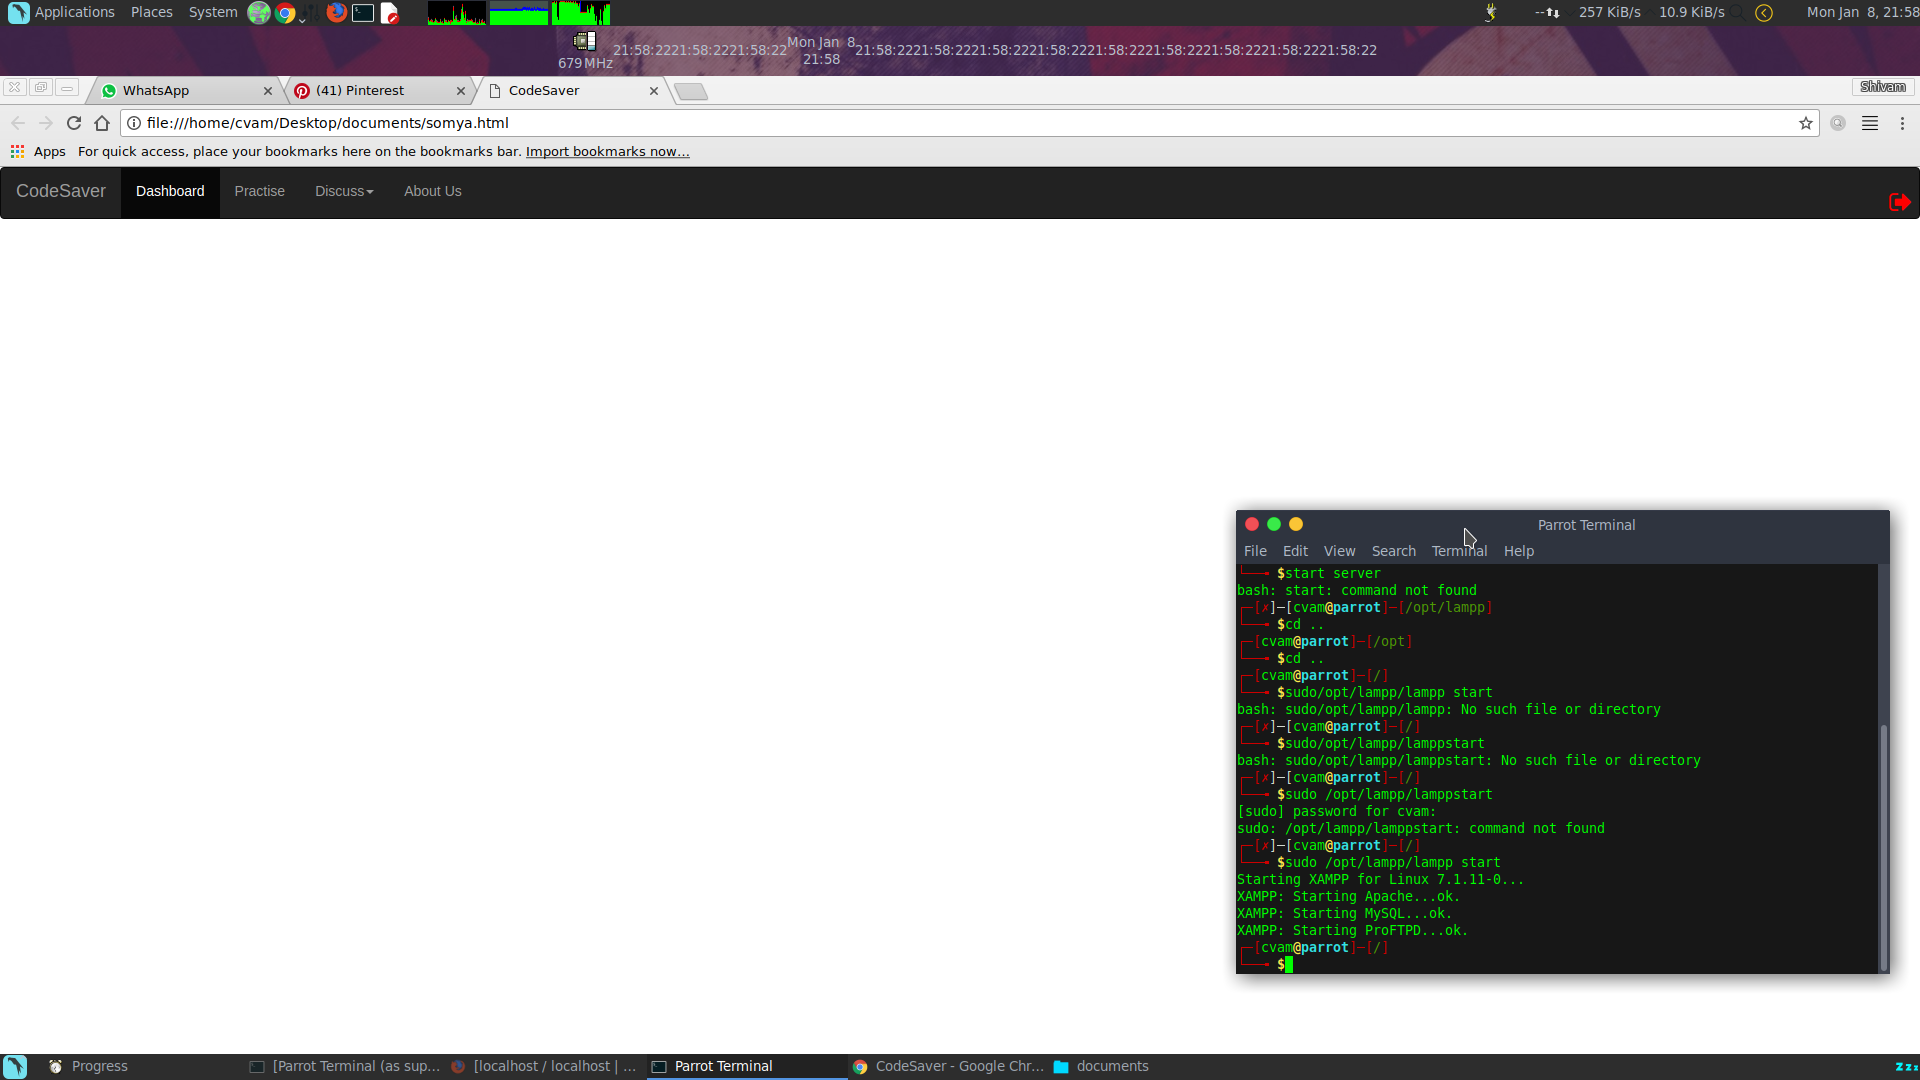 Applications Places System
257 KiB/s 10.9 KiB/s Mon Jan 8, 21:58
679 MHz
21:58:2221:58:2221:58:22
Mon Jan 8
21:58
21:58:2221:58:2221:58:2221:58:2221:58:2221:58:2221:58:2221:58:2221:58:22
WhatsApp
(41) Pinterest
CodeSaver
Shivam
file:///home/cvam/Desktop/documents/somya.html
Apps For quick access, place your bookmarks here on the bookmarks bar. Import bookmarks now...
CodeSaver Dashboard Practise Discuss About Us
Parrot Terminal
File Edit View Search Terminal Help
$start server
bash: start: command not found
┌─[✗]─[cvam@parrot]─[/opt/lampp]
└──╼ $cd ..
┌─[cvam@parrot]─[/opt]
└──╼ $cd ..
┌─[cvam@parrot]─[/]
└──╼ $sudo/opt/lampp/lampp start
bash: sudo/opt/lampp/lampp: No such file or directory
┌─[✗]─[cvam@parrot]─[/]
└──╼ $sudo/opt/lampp/lamppstart
bash: sudo/opt/lampp/lamppstart: No such file or directory
┌─[✗]─[cvam@parrot]─[/]
└──╼ $sudo /opt/lampp/lamppstart
[sudo] password for cvam:
sudo: /opt/lampp/lamppstart: command not found
┌─[✗]─[cvam@parrot]─[/]
└──╼ $sudo /opt/lampp/lampp start
Starting XAMPP for Linux 7.1.11-0...
XAMPP: Starting Apache...ok.
XAMPP: Starting MySQL...ok.
XAMPP: Starting ProFTPD...ok.
┌─[cvam@parrot]─[/]
└──╼ $
Progress
[Parrot Terminal (as sup...
[localhost / localhost | ...
Parrot Terminal
CodeSaver - Google Chr...
documents
zzz